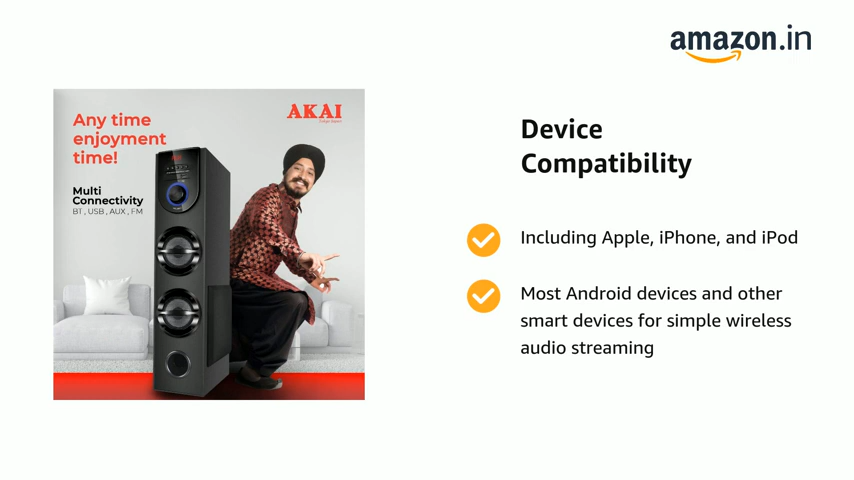 amazon.in
Any time
enjoyment
time!
AKAI
Multi
Connectivity
BT , USB , AUX , FM
Device
Compatibility
Including Apple, iPhone, and iPod
Most Android devices and other
smart devices for simple wireless
audio streaming